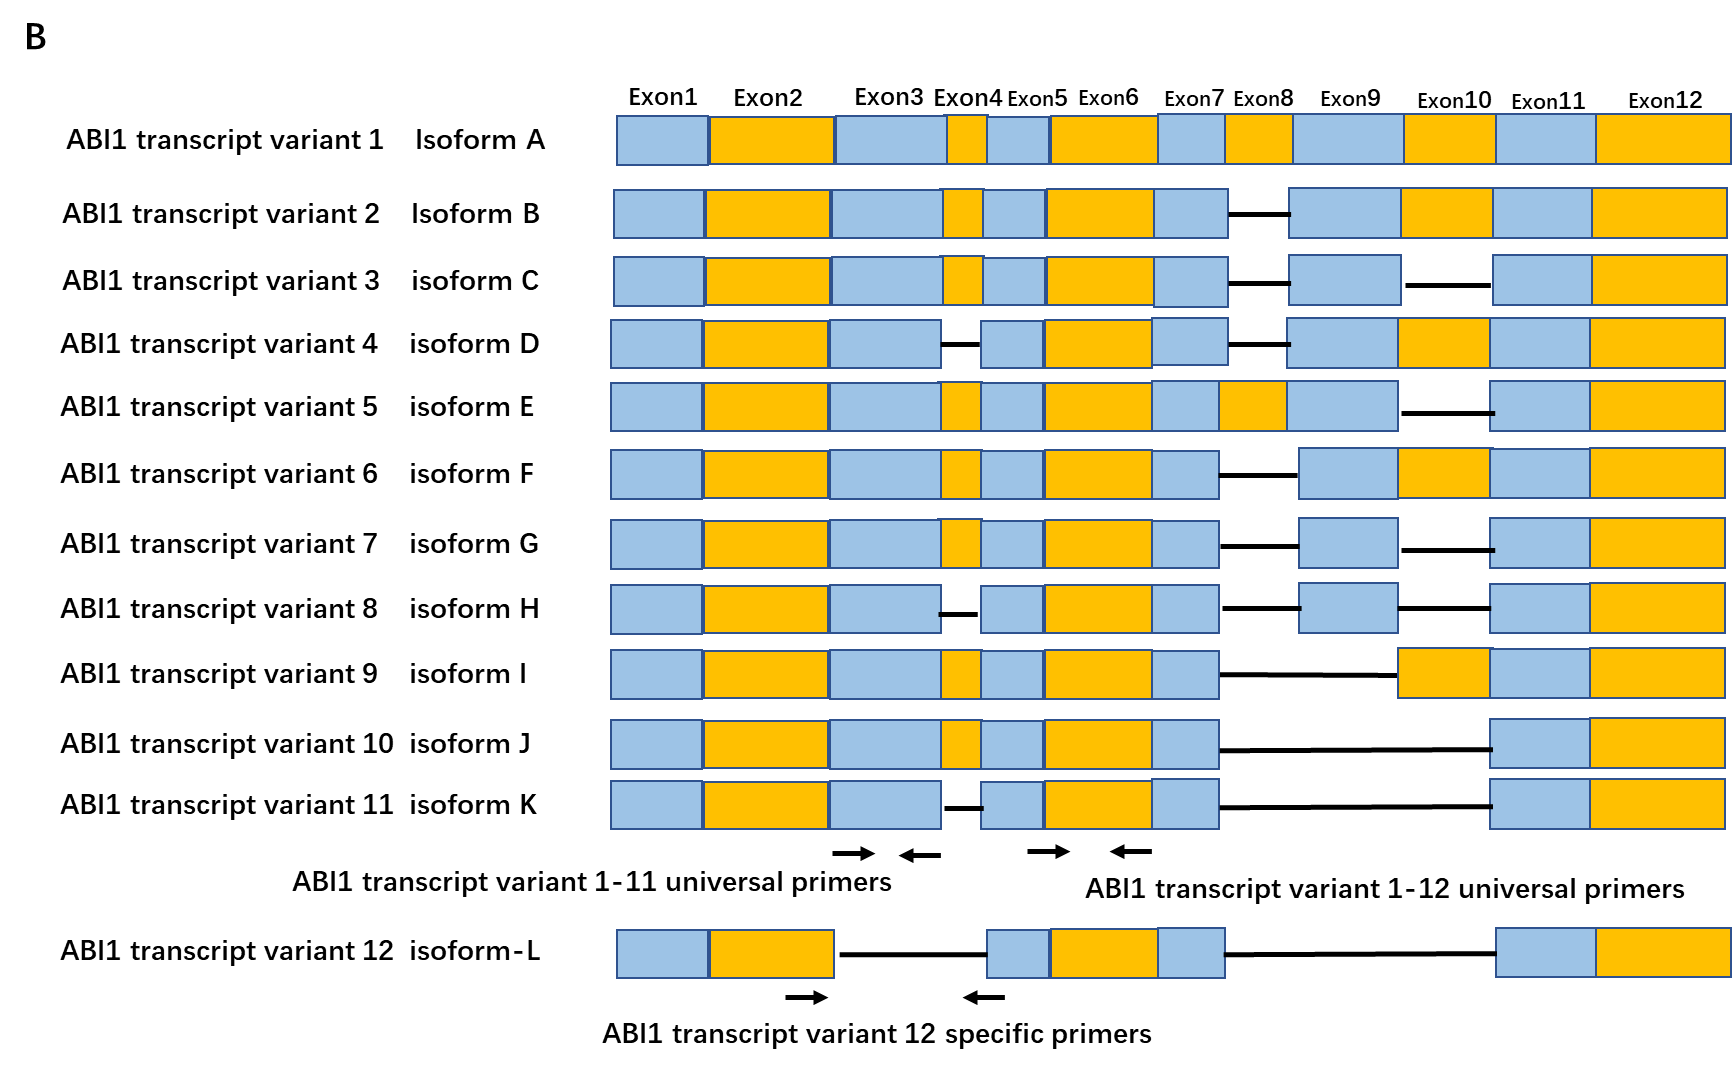 B
Exon1 Exon2 Exon3 Exon4 Exon5 Exon6 Exon7 Exon8 Exon9 Exon10 Exon11 Exon12
ABI1 transcript variant 1 Isoform A
ABI1 transcript variant 2 Isoform B
ABI1 transcript variant 3 isoform C
ABI1 transcript variant 4 isoform D
ABI1 transcript variant 5 isoform E
ABI1 transcript variant 6 isoform F
ABI1 transcript variant 7 isoform G
ABI1 transcript variant 8 isoform H
ABI1 transcript variant 9 isoform I
ABI1 transcript variant 10 isoform J
ABI1 transcript variant 11 isoform K
ABI1 transcript variant 1-11 universal primers
ABI1 transcript variant 1-12 universal primers
ABI1 transcript variant 12 isoform-L
ABI1 transcript variant 12 specific primers